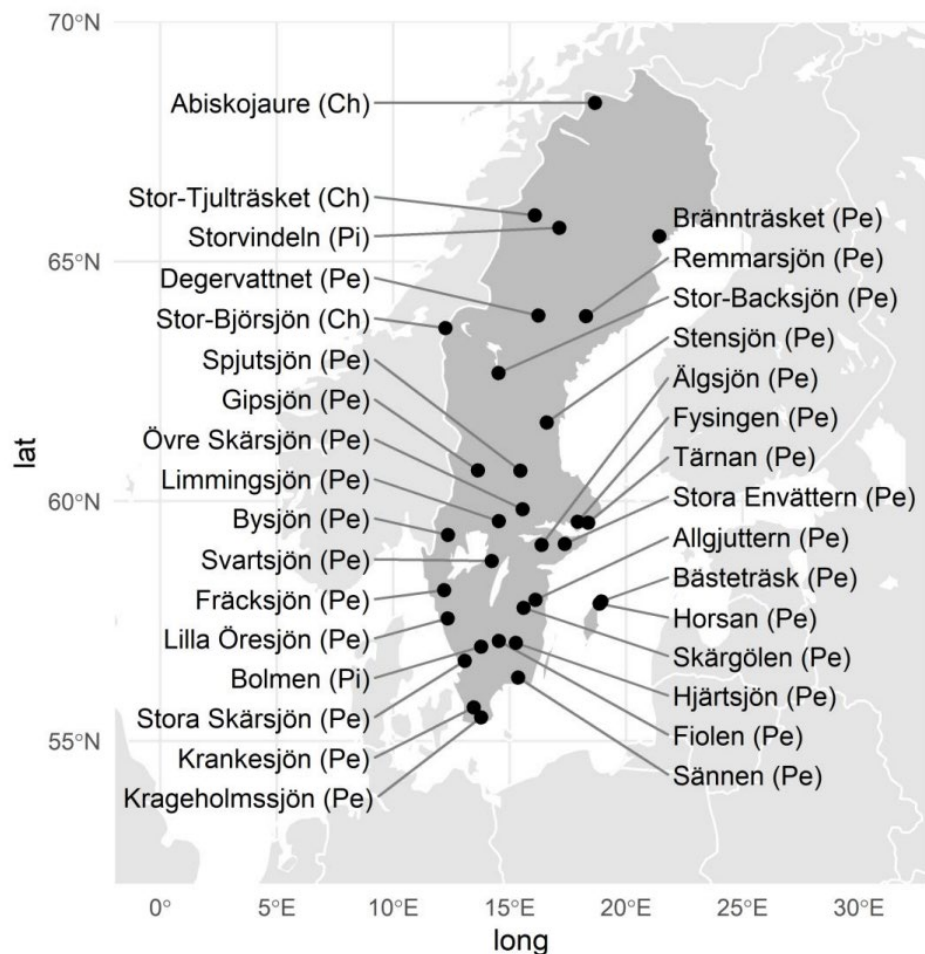 70°N
Abiskojaure (Ch)
Stor-Tjulträsket (Ch)
Storvindeln (Pi)
65°N
Degervattnet (Pe)
Stor-Björsjön (Ch)
Spjutsjön (Pe)
Gipsjön (Pe)
Övre Skärsjön (Pe)
Limmingsjön (Pe)
60°N
Bysjön (Pe)
Svartsjön (Pe)
Fräcksjön (Pe)
Lilla Öresjön (Pe)
Bolmen (Pi)
Stora Skärsjön (Pe)
55°N
Krankesjön (Pe)
Krageholmssjön (Pe)
Brännträsket (Pe)
Remmarsjön (Pe)
Stor-Backsjön (Pe)
Stensjön (Pe)
Älgsjön (Pe)
Fysingen (Pe)
Tärnan (Pe)
Stora Envättern (Pe)
Allgjuttern (Pe)
Bästeträsk (Pe)
Horsan (Pe)
Skärgölen (Pe)
Hjärtsjön (Pe)
Fiolen (Pe)
Sännen (Pe)
lat
0° 5°E 10°E 15°E 20°E 25°E 30°E
long